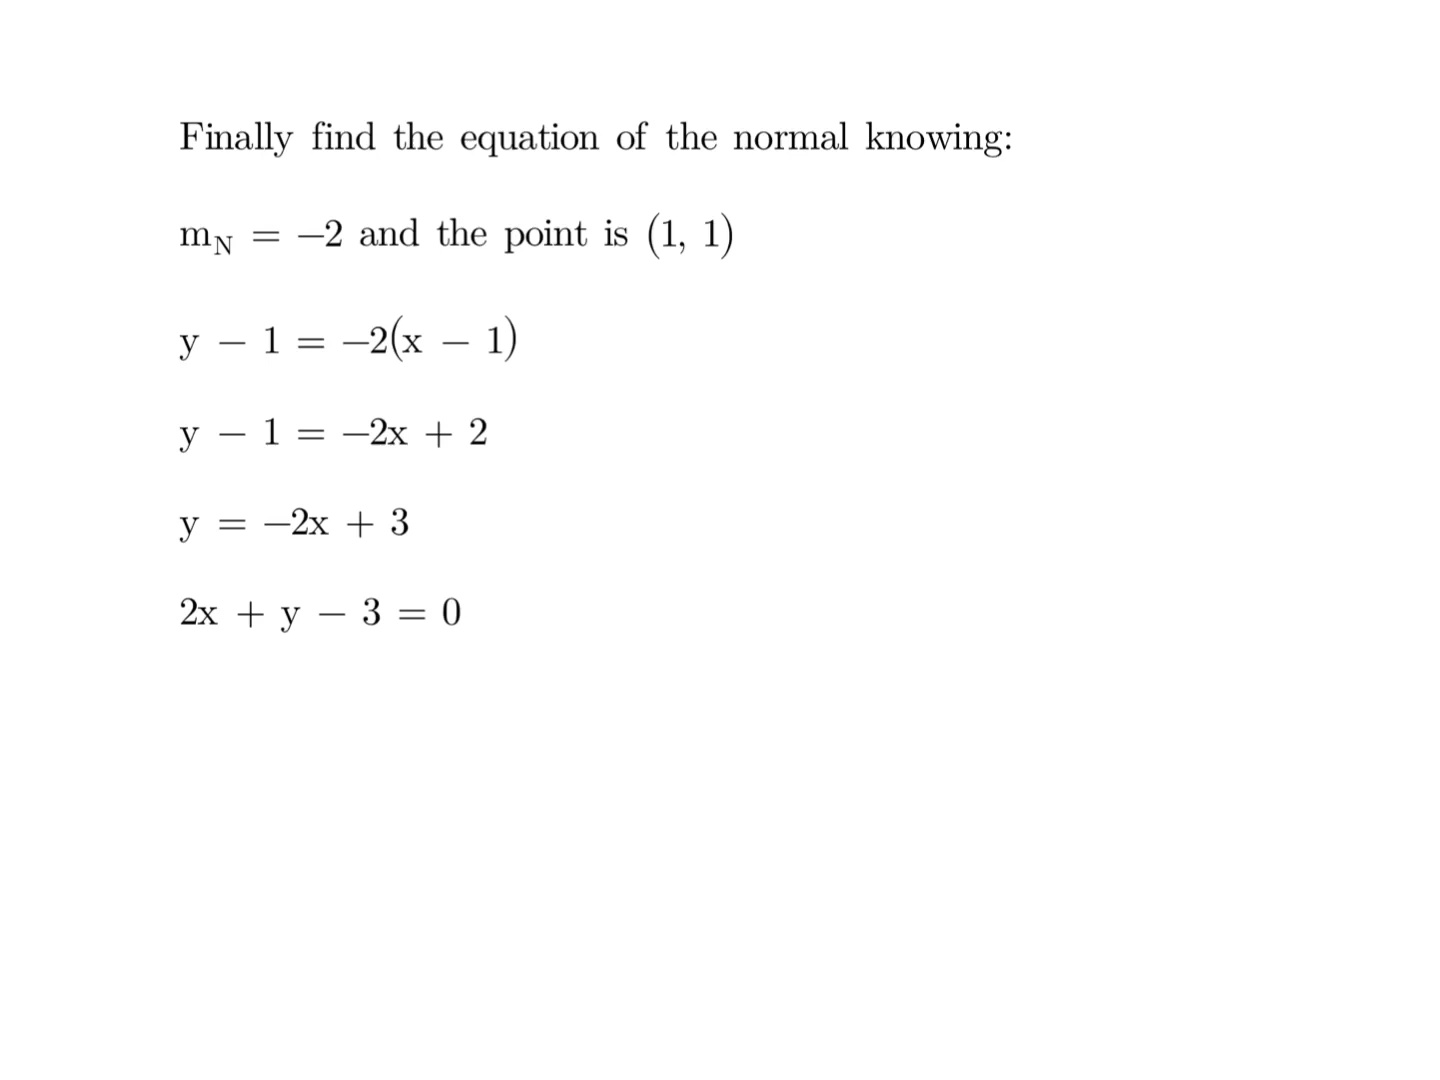 Finally find the equation of the normal knowing:
m_N = −2 and the point is (1, 1)
y − 1 = −2(x − 1)
y − 1 = −2x + 2
y = −2x + 3
2x + y − 3 = 0